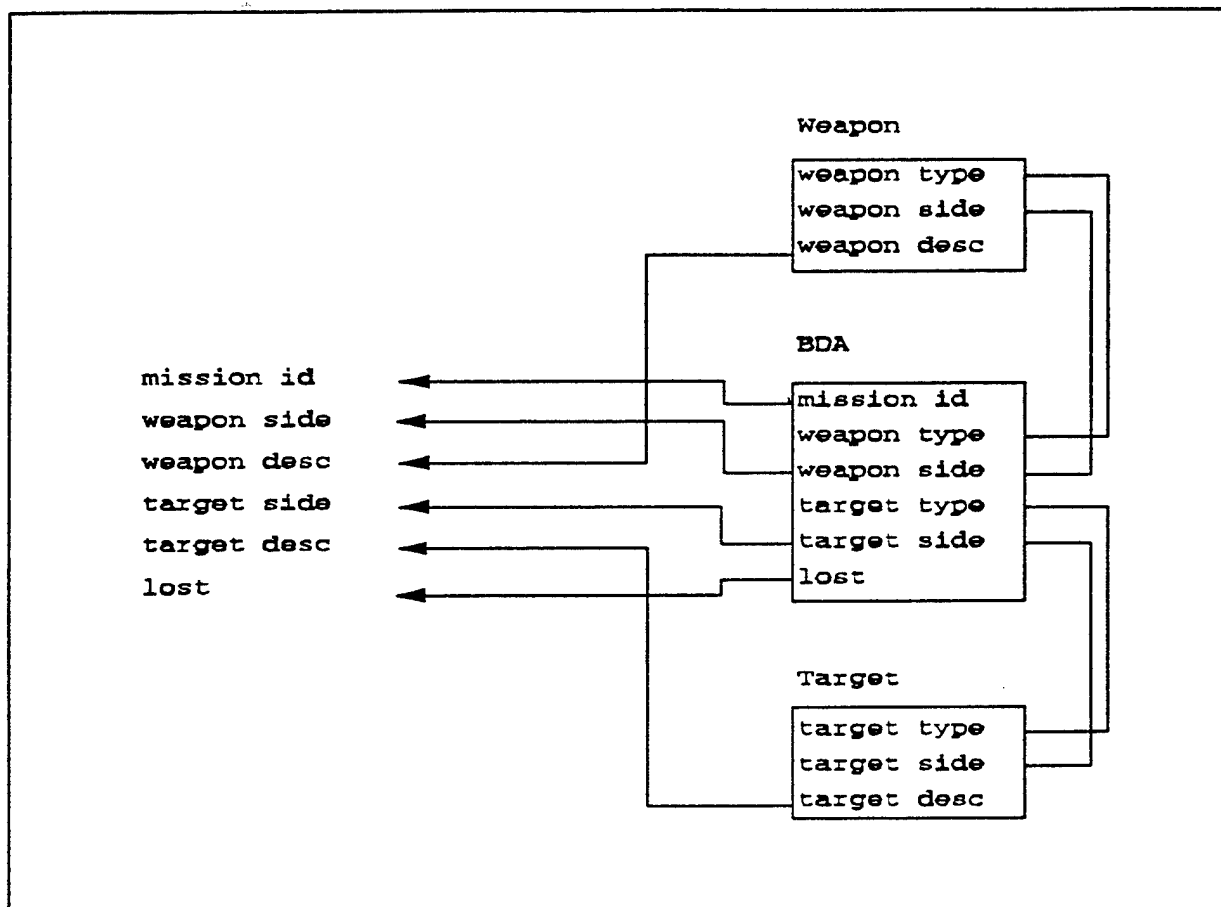 Weapon
weapon type
weapon side
weapon desc
BDA
mission id
weapon type
weapon side
target type
target side
lost
Target
target type
target side
target desc
mission id
weapon side
weapon desc
target side
target desc
lost